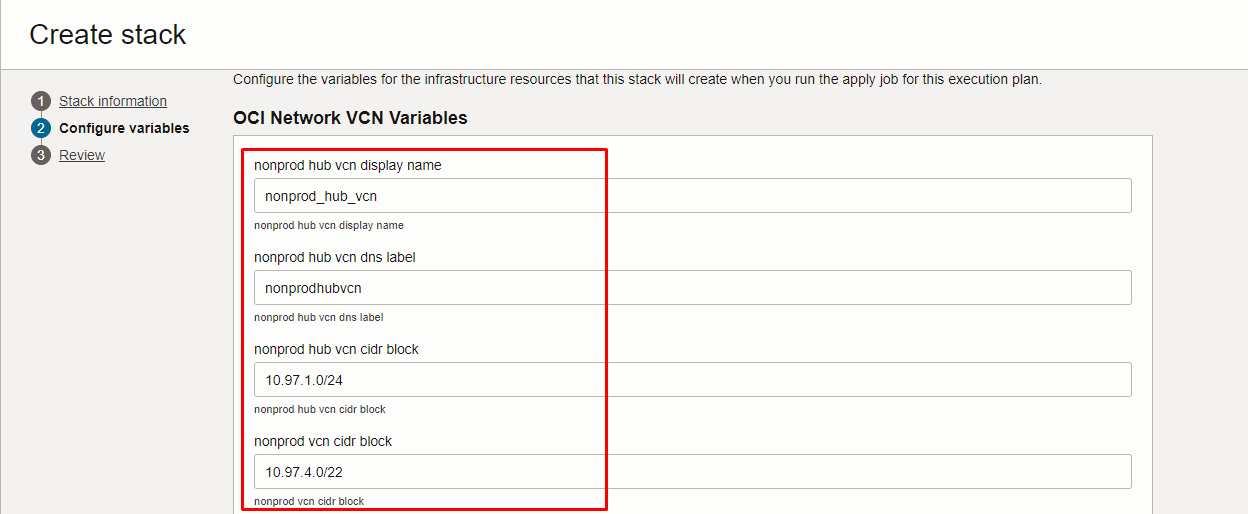 Create stack
1 Stack information
2 Configure variables
3 Review
Configure the variables for the infrastructure resources that this stack will create when you run the apply job for this execution plan.
OCI Network VCN Variables
nonprod hub vcn display name
nonprod_hub_vcn
nonprod hub vcn display name
nonprod hub vcn dns label
nonprodhubvcn
nonprod hub vcn dns label
nonprod hub vcn cidr block
10.97.1.0/24
nonprod hub vcn cidr block
nonprod vcn cidr block
10.97.4.0/22
nonprod vcn cidr block